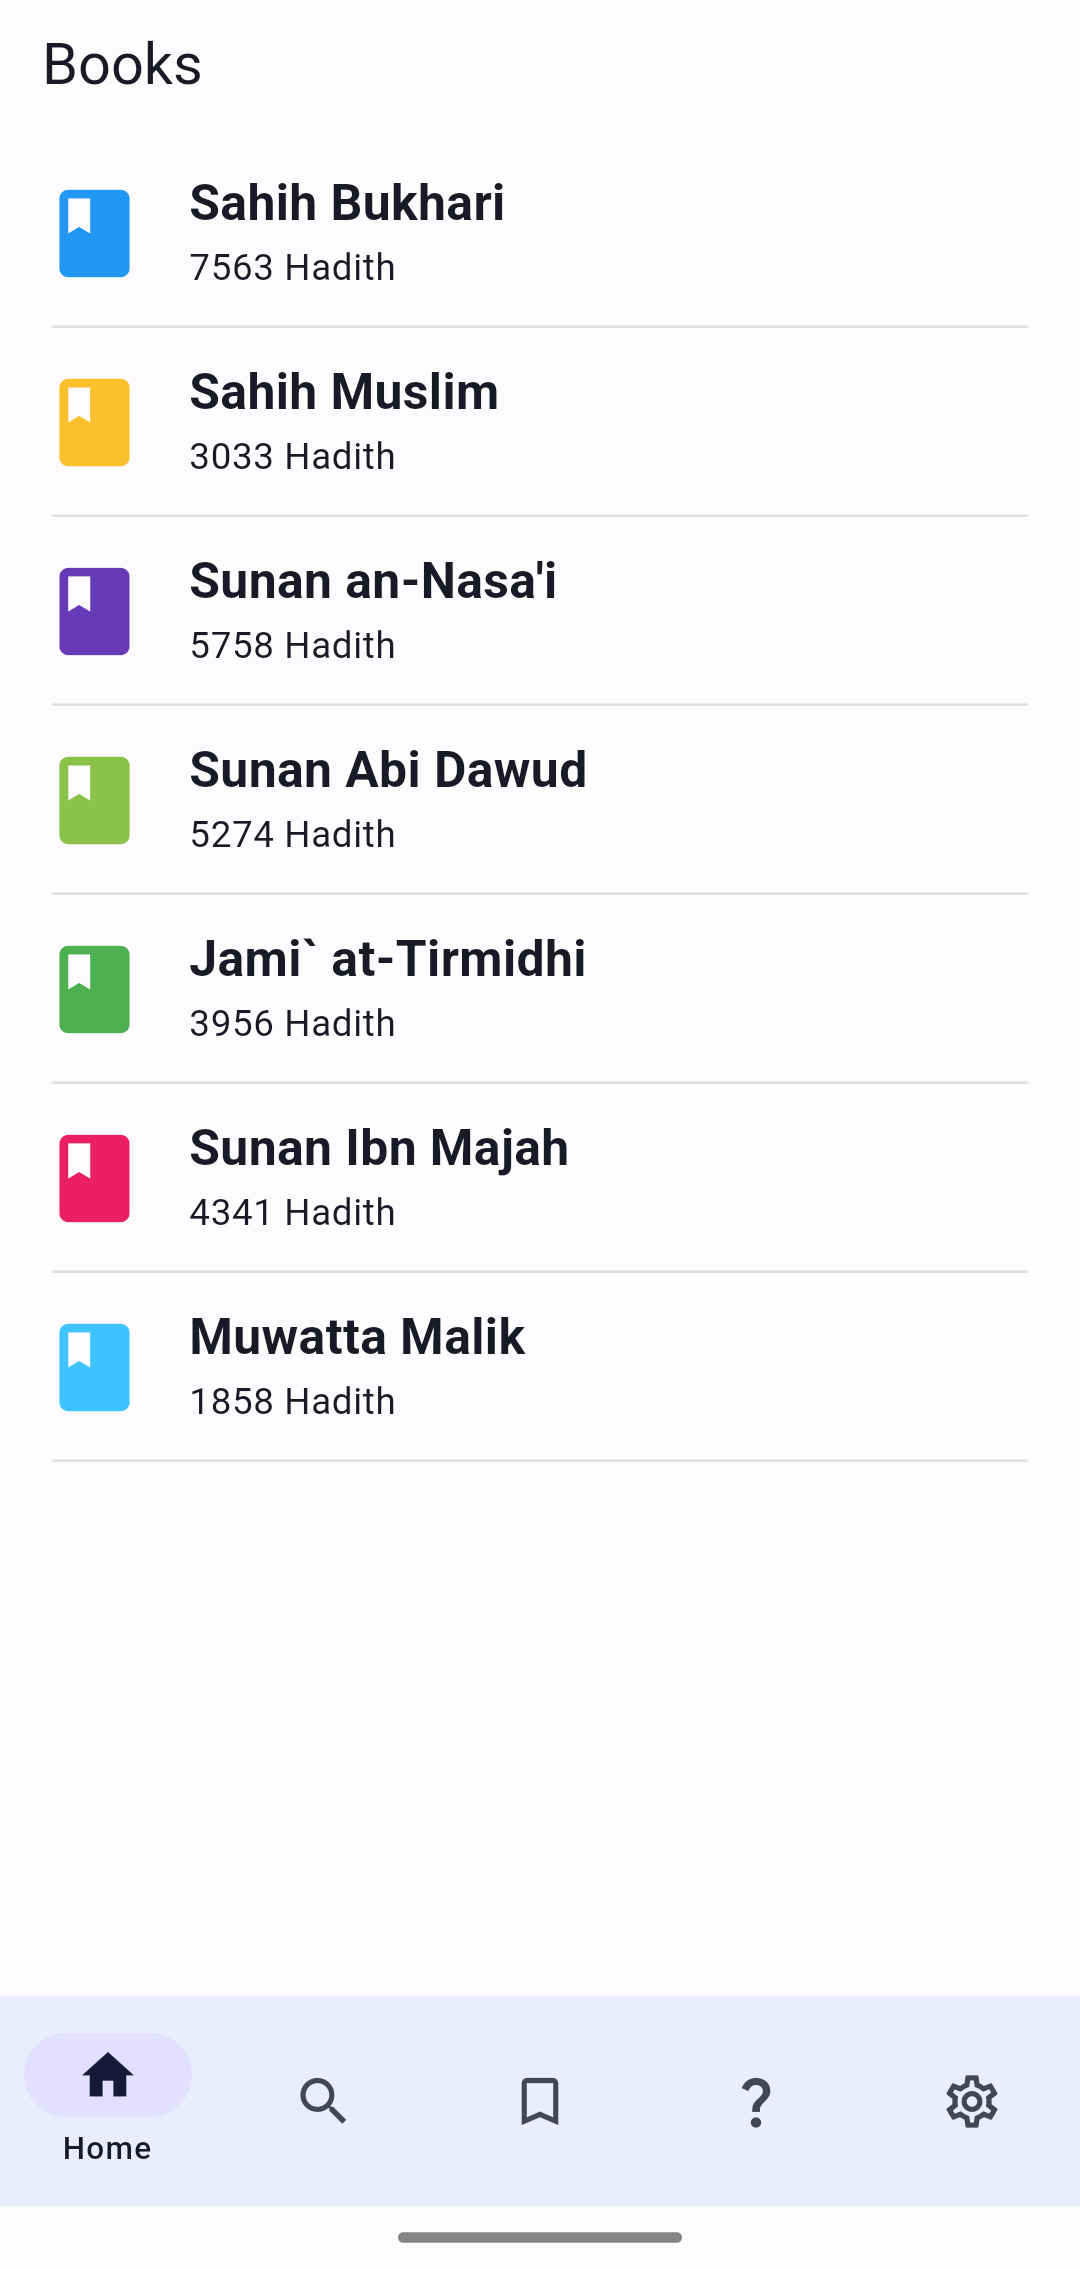 Books
Sahih Bukhari
7563 Hadith
Sahih Muslim
3033 Hadith
Sunan an-Nasa'i
5758 Hadith
Sunan Abi Dawud
5274 Hadith
Jami` at-Tirmidhi
3956 Hadith
Sunan Ibn Majah
4341 Hadith
Muwatta Malik
1858 Hadith
Home